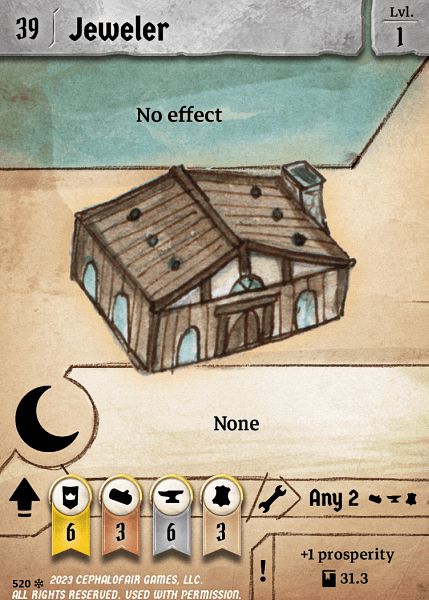 39 Jeweler
Lvl.
1
No effect
None
6 3 6 3 Any 2
+1 prosperity
! 31.3
520 2023 CEPHALOFAIR GAMES, LLC.
ALL RIGHTS RESERVED. USED WITH PERMISSION.